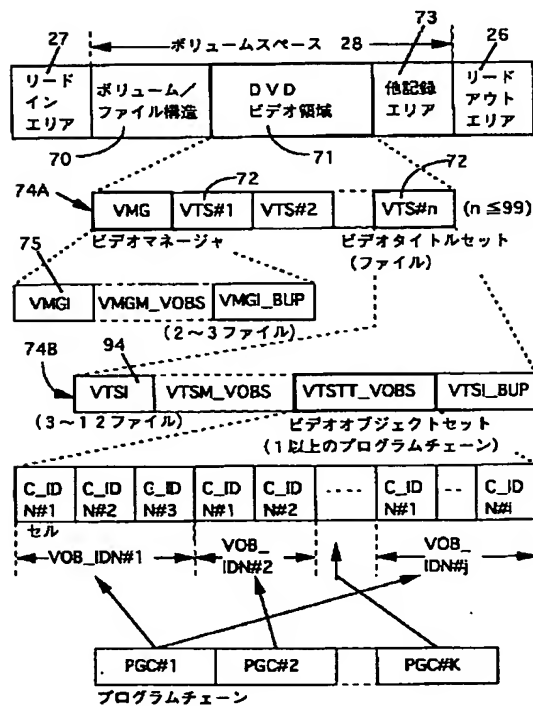 ボリュームスペース 28
27
73
26
リード
イン
エリア
ボリューム／
ファイル構造
DVD
ビデオ領域
他記録
エリア
リード
アウト
エリア
70
71
74A
72
72
VMG
VTS#1
VTS#2
VTS#n
(n≦99)
ビデオマネージャ
ビデオタイトルセット
(ファイル)
75
VMGI
VMGM_VOBS
VMGI_BUP
(2〜3ファイル)
74B
94
VTSI
VTSM_VOBS
VTSTT_VOBS
VTSI_BUP
(3〜12ファイル)
ビデオオブジェクトセット
(1以上のプログラムチェーン)
C_ID
N#1
C_ID
N#2
C_ID
N#3
C_ID
N#1
C_ID
N#2
C_ID
N#1
C_ID
N#i
セル
VOB_IDN#1
VOB_
IDN#2
VOB_
IDN#j
PGC#1
PGC#2
PGC#K
プログラムチェーン